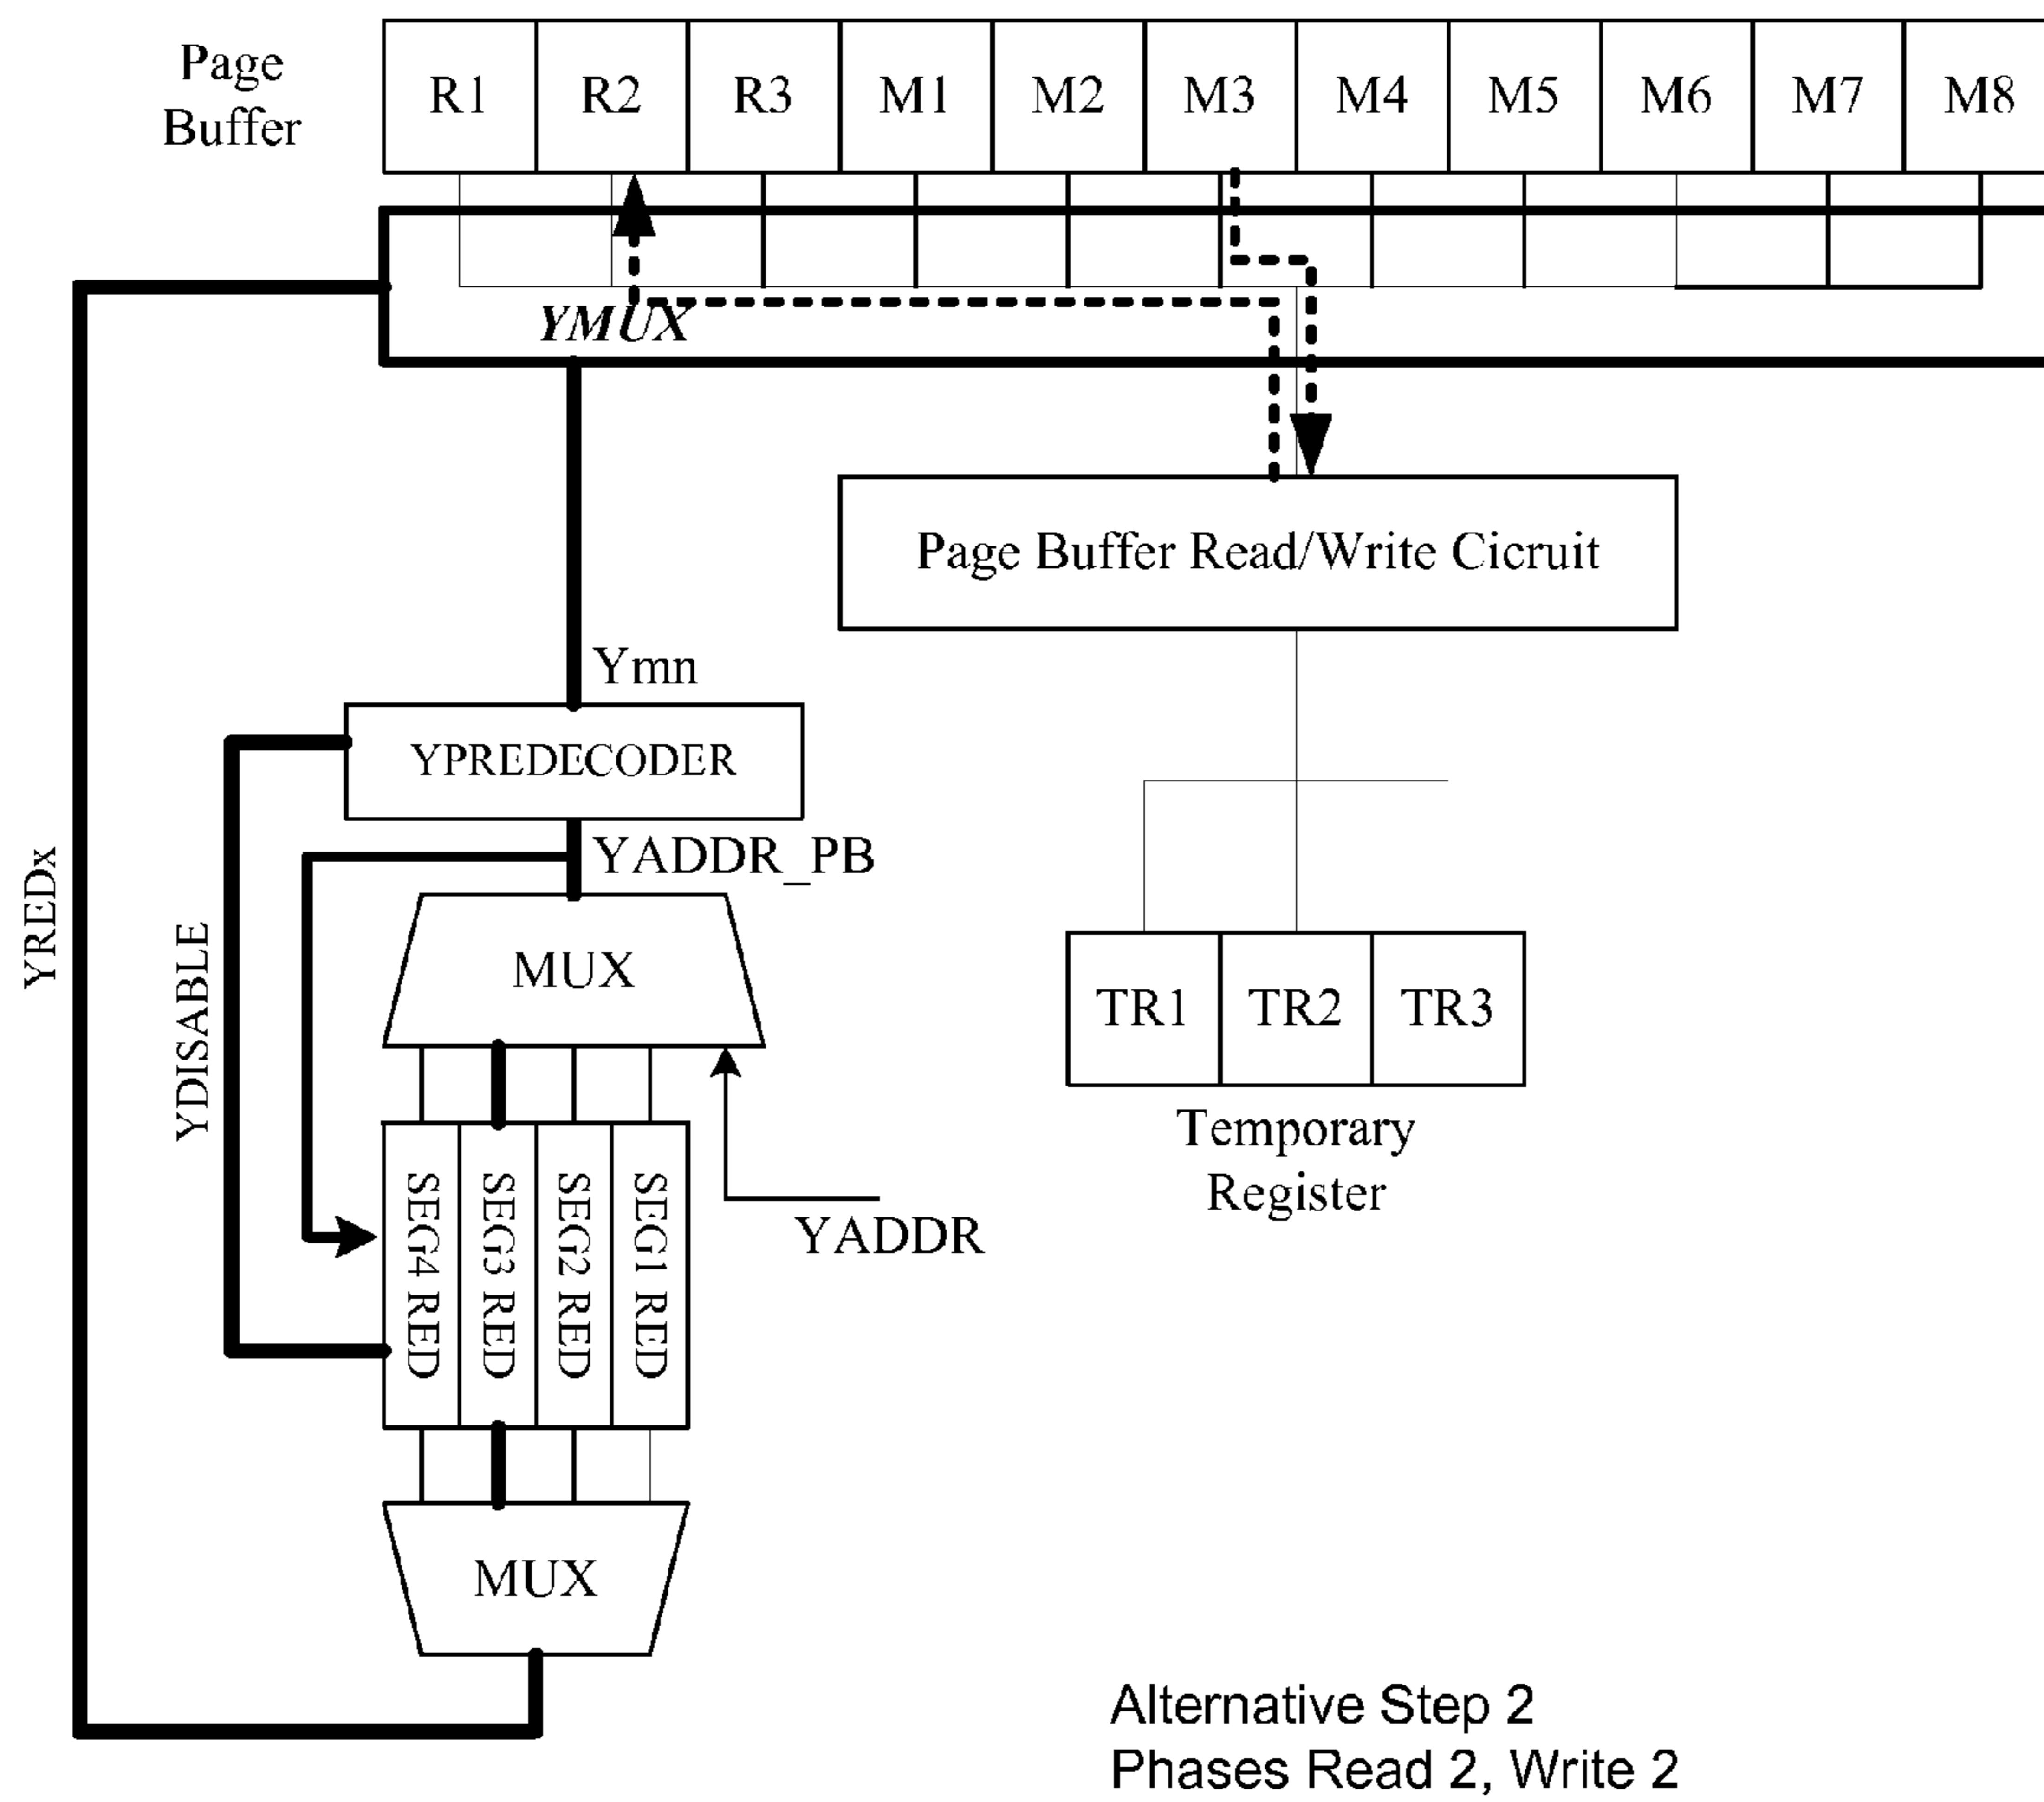 Page
Buffer
R1 R2 R3 M1 M2 M3 M4 M5 M6 M7 M8
YMUX
Page Buffer Read/Write Cicruit
Ymn
YPREDECODER
YADDR_PB
YREDx
YDISABLE
MUX
TR1 TR2 TR3
Temporary
Register
SEG4 RED
SEG3 RED
SEG2 RED
SEG1 RED
YADDR
MUX
Alternative Step 2
Phases Read 2, Write 2